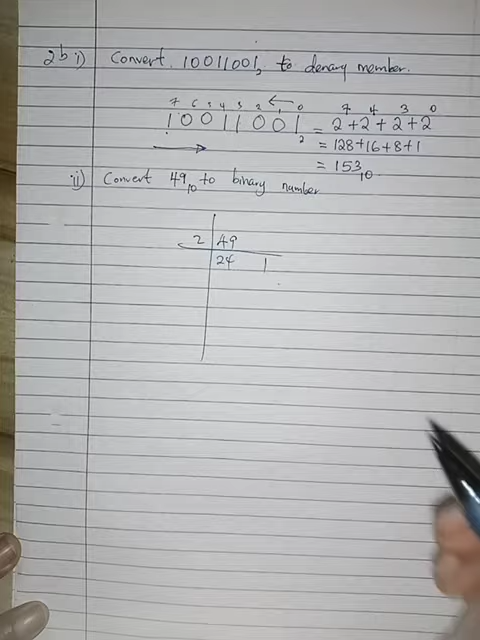 2b i) Convert 10011001₂ to denary member.
7 6 5 4 3 2 1 0
10011001₂ = 2⁷ + 2⁴ + 2³ + 2⁰
= 128 + 16 + 8 + 1
= 153₁₀
ii) Convert 49₁₀ to binary number
2 49
24 1